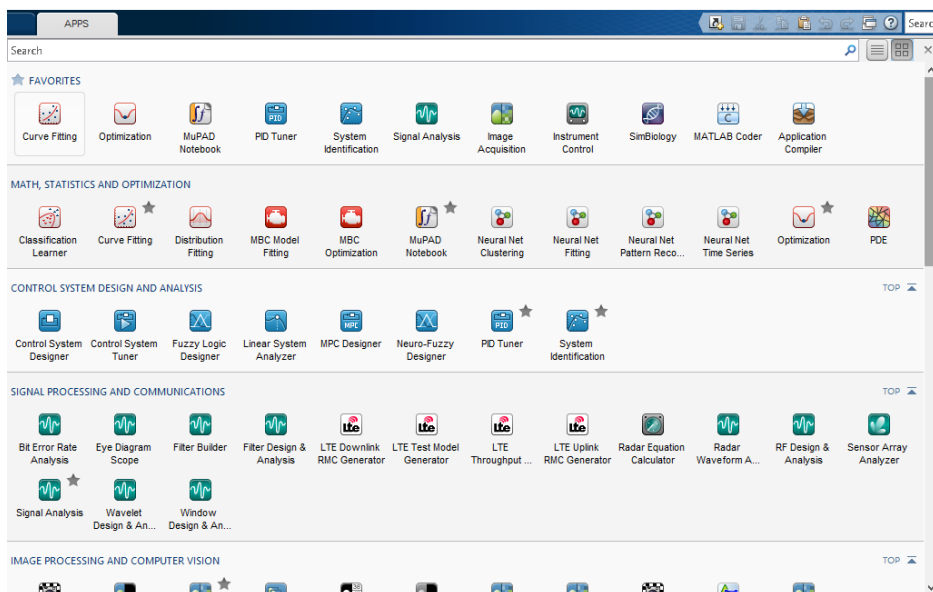 APPS
Searc
Search
FAVORITES
Curve Fitting
Optimization
MuPAD
Notebook
PID Tuner
System
Identification
Signal Analysis
Image
Acquisition
Instrument
Control
SimBiology
MATLAB Coder
Application
Compiler
MATH, STATISTICS AND OPTIMIZATION
Classification
Learner
Curve Fitting
Distribution
Fitting
MBC Model
Fitting
MBC
Optimization
MuPAD
Notebook
Neural Net
Clustering
Neural Net
Fitting
Neural Net
Pattern Reco...
Neural Net
Time Series
Optimization
PDE
CONTROL SYSTEM DESIGN AND ANALYSIS
TOP
Control System
Designer
Control System
Tuner
Fuzzy Logic
Designer
Linear System
Analyzer
MPC Designer
Neuro-Fuzzy
Designer
PID Tuner
System
Identification
SIGNAL PROCESSING AND COMMUNICATIONS
TOP
Bit Error Rate
Analysis
Eye Diagram
Scope
Filter Builder
Filter Design &
Analysis
LTE Downlink
RMC Generator
LTE Test Model
Generator
LTE
Throughput ...
LTE Uplink
RMC Generator
Radar Equation
Calculator
Radar
Waveform A...
RF Design &
Analysis
Sensor Array
Analyzer
Signal Analysis
Wavelet
Design & An...
Window
Design & An...
IMAGE PROCESSING AND COMPUTER VISION
TOP